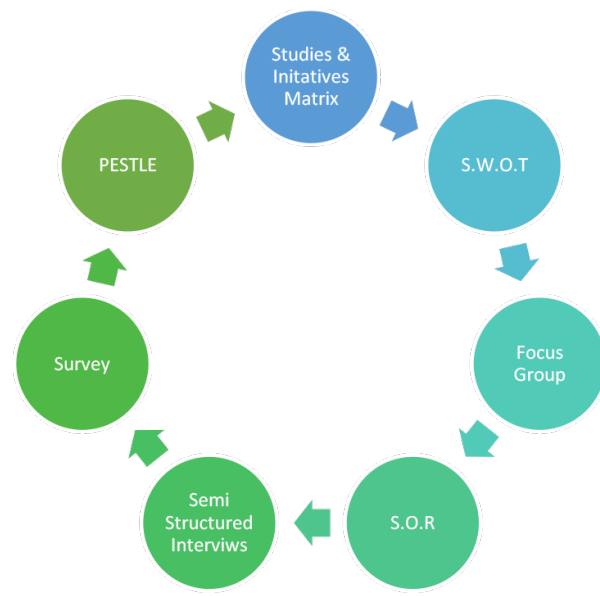 Studies &
Initatives
Matrix
S.W.O.T
Focus
Group
S.O.R
Semi
Structured
Interviws
Survey
PESTLE